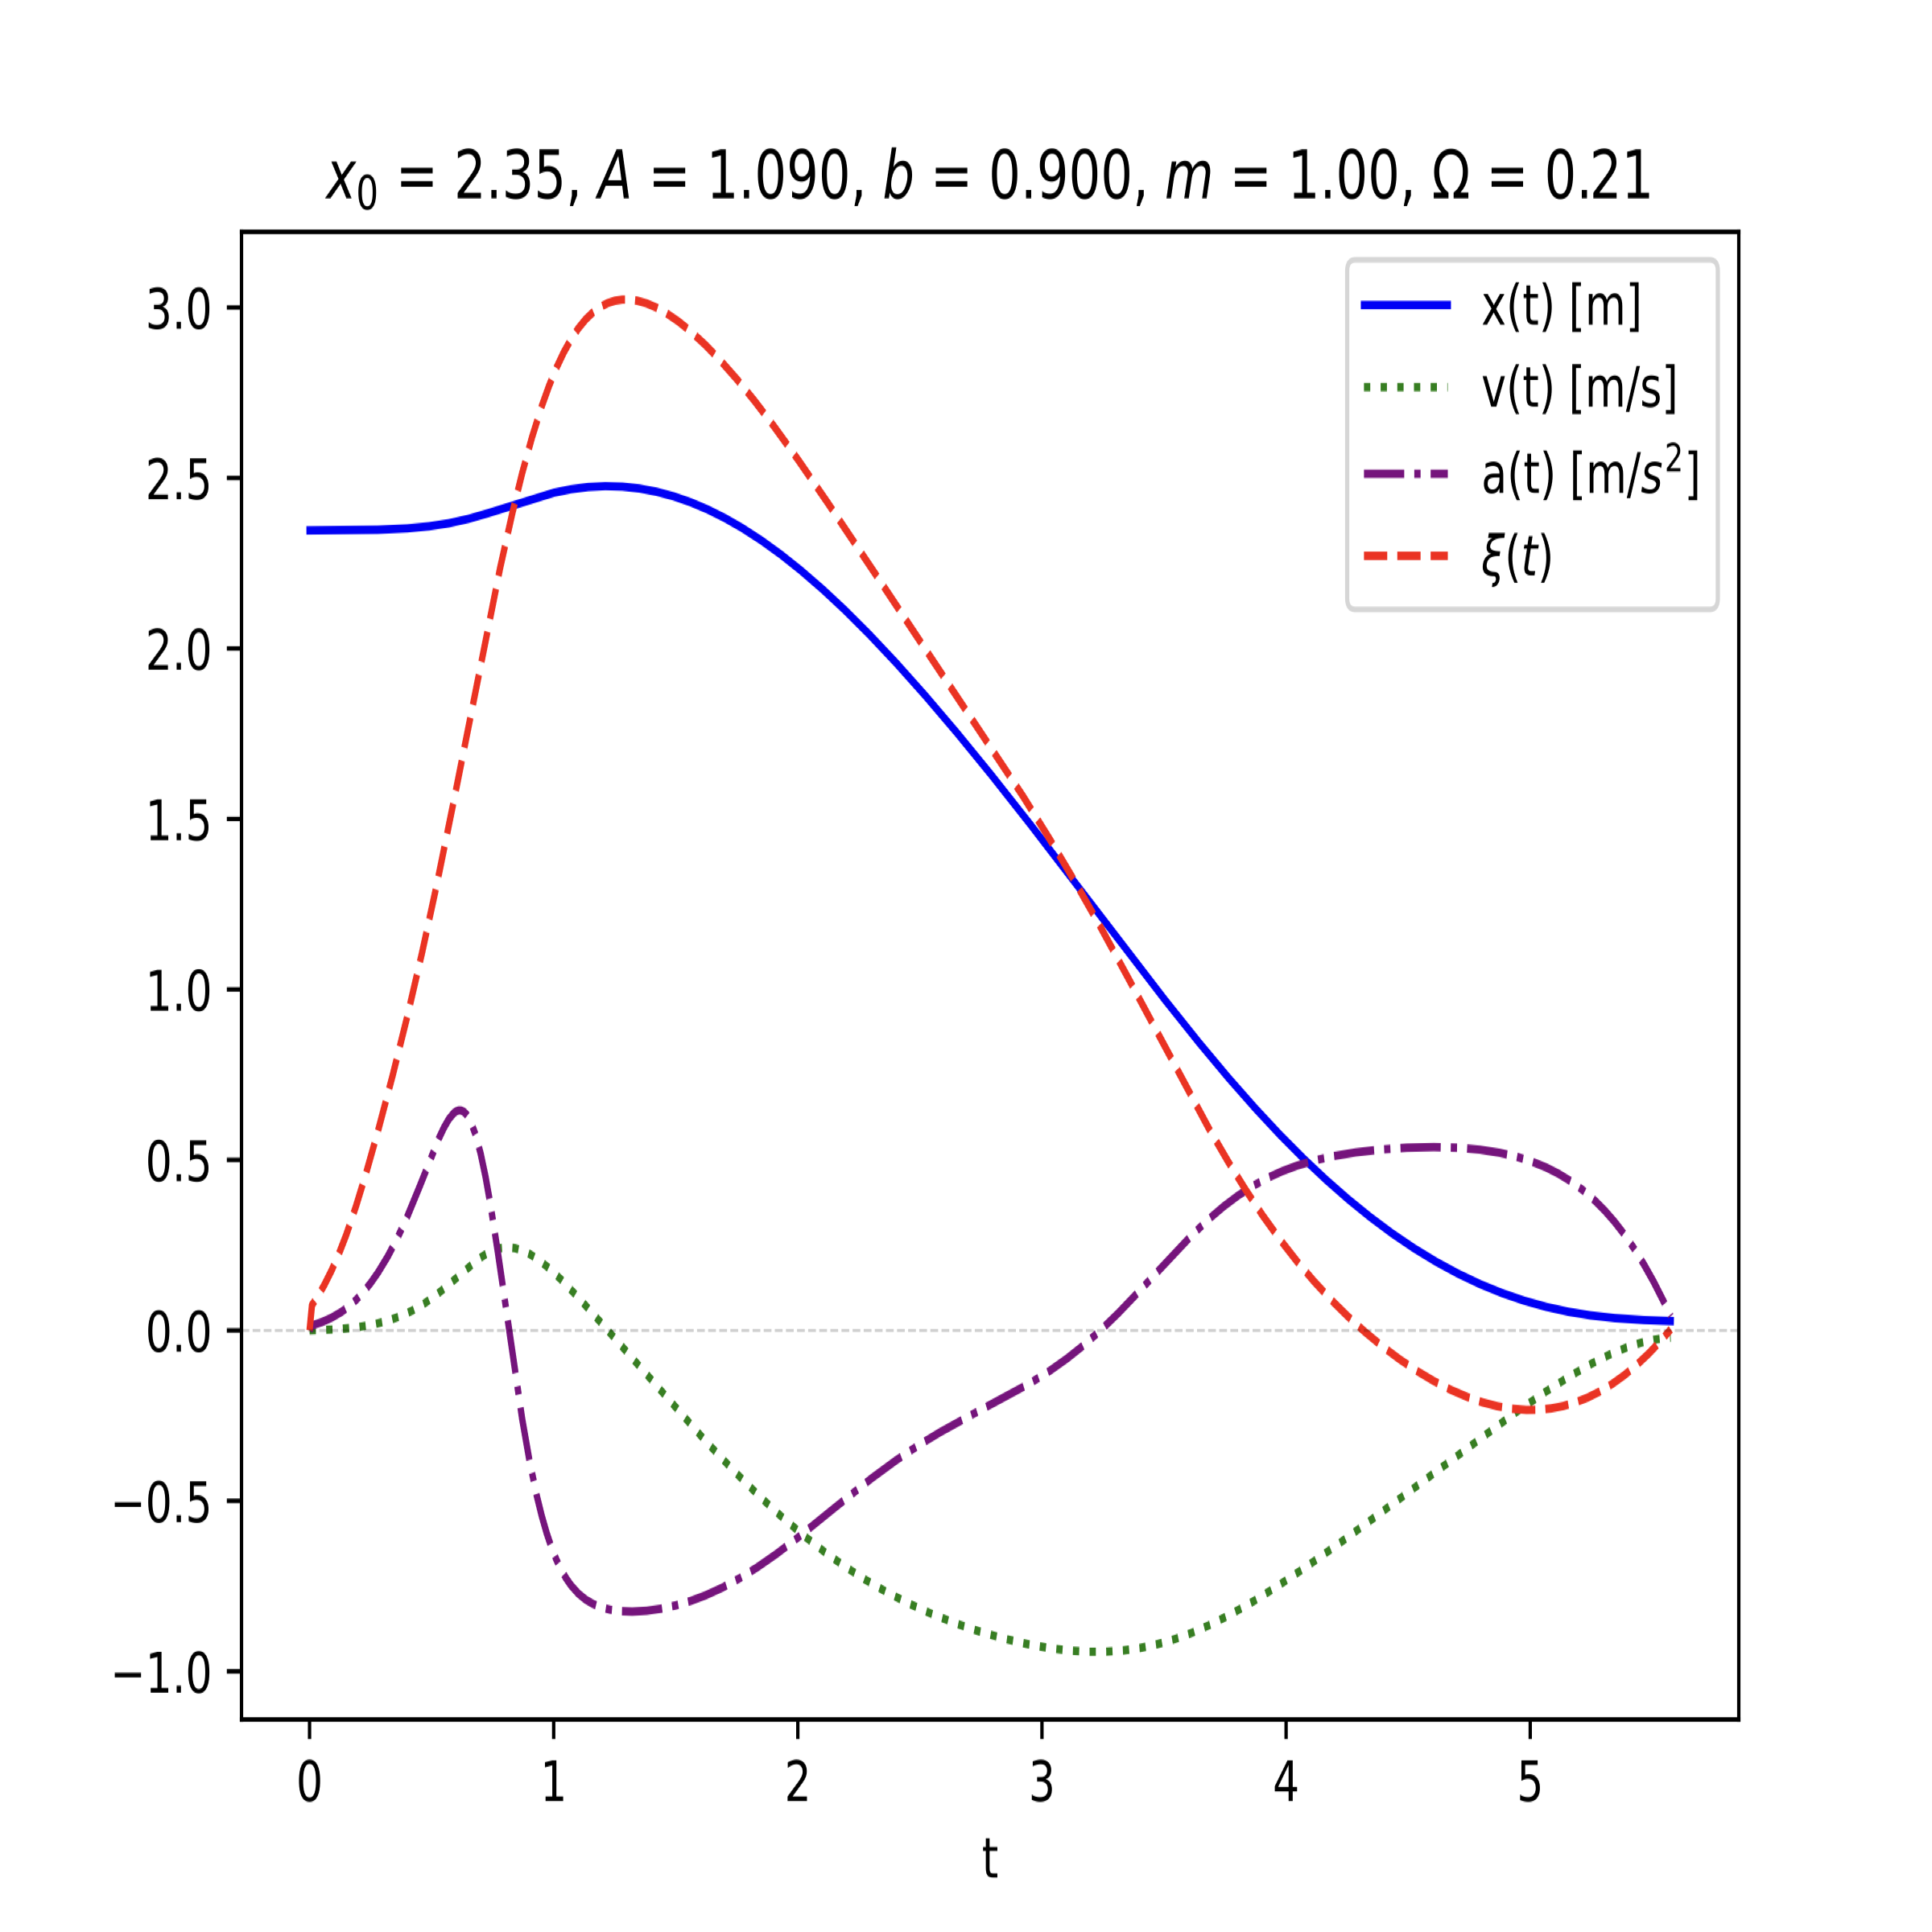 x₀ = 2.35, A = 1.090, b = 0.900, m = 1.00, Ω = 0.21
3.0
2.5
2.0
1.5
1.0
0.5
0.0
−0.5
−1.0
x(t) [m]
v(t) [m/s]
a(t) [m/s²]
ξ(t)
0 1 2 3 4 5
t